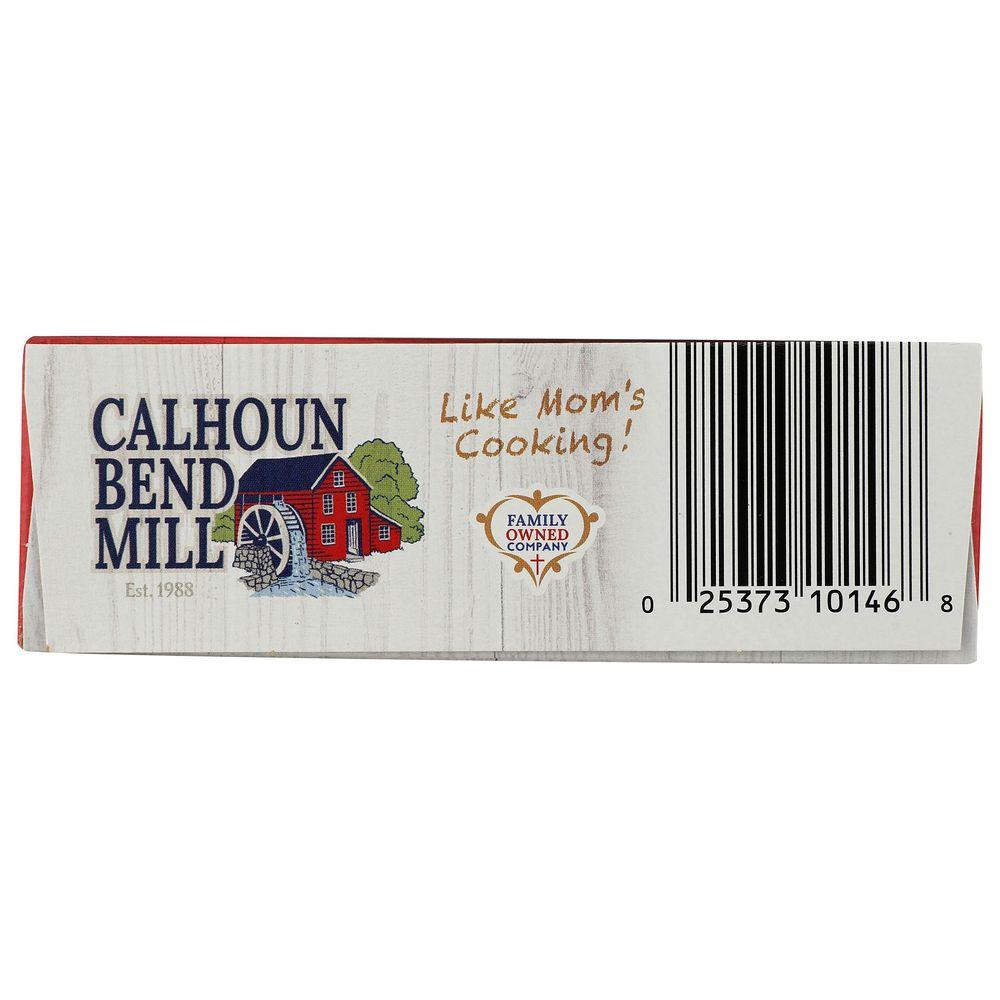 CALHOUN
BEND
MILL
Est. 1988
Like Mom's
Cooking!
FAMILY
OWNED
COMPANY
0 25373 10146 8